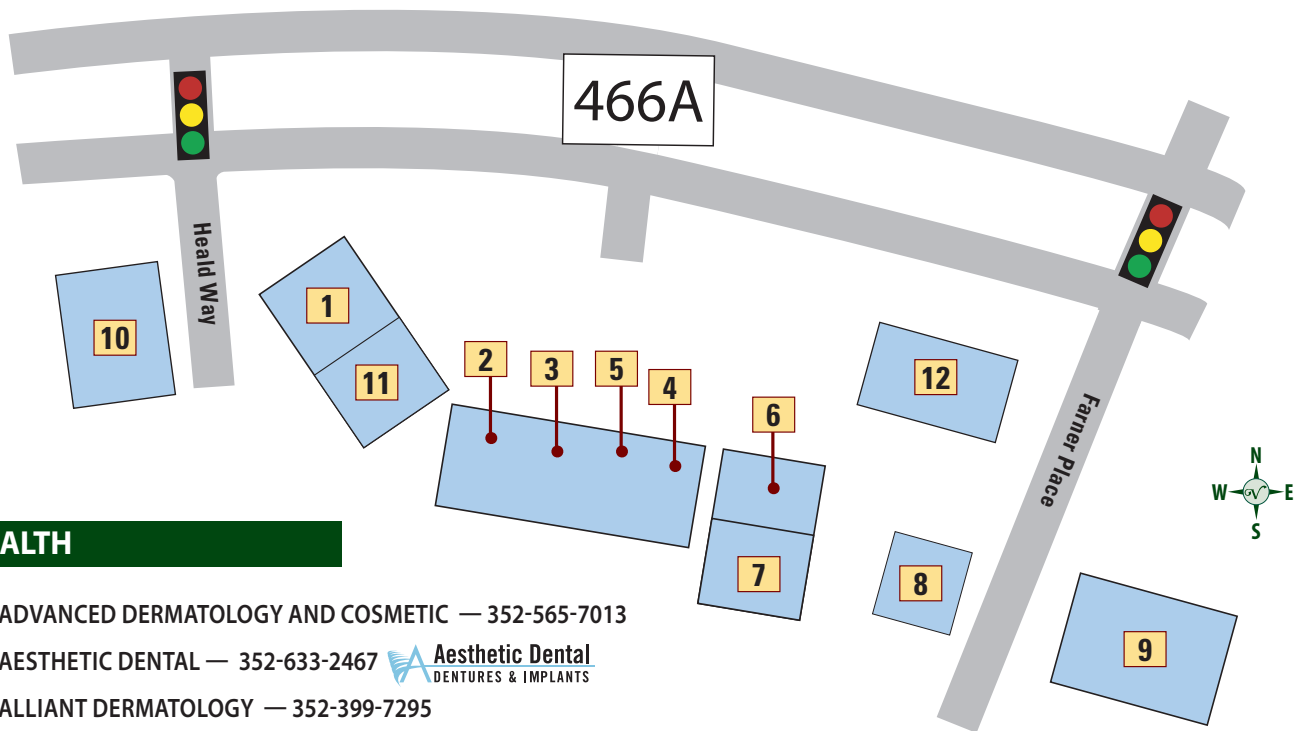 466A
Heald Way
1
10
2
3
5
4
12
11
6
Farner Place
N
W E
S
7
8
9
ALTH
ADVANCED DERMATOLOGY AND COSMETIC — 352-565-7013
AESTHETIC DENTAL — 352-633-2467 Aesthetic Dental
DENTURES & IMPLANTS
ALLIANT DERMATOLOGY — 352-399-7295